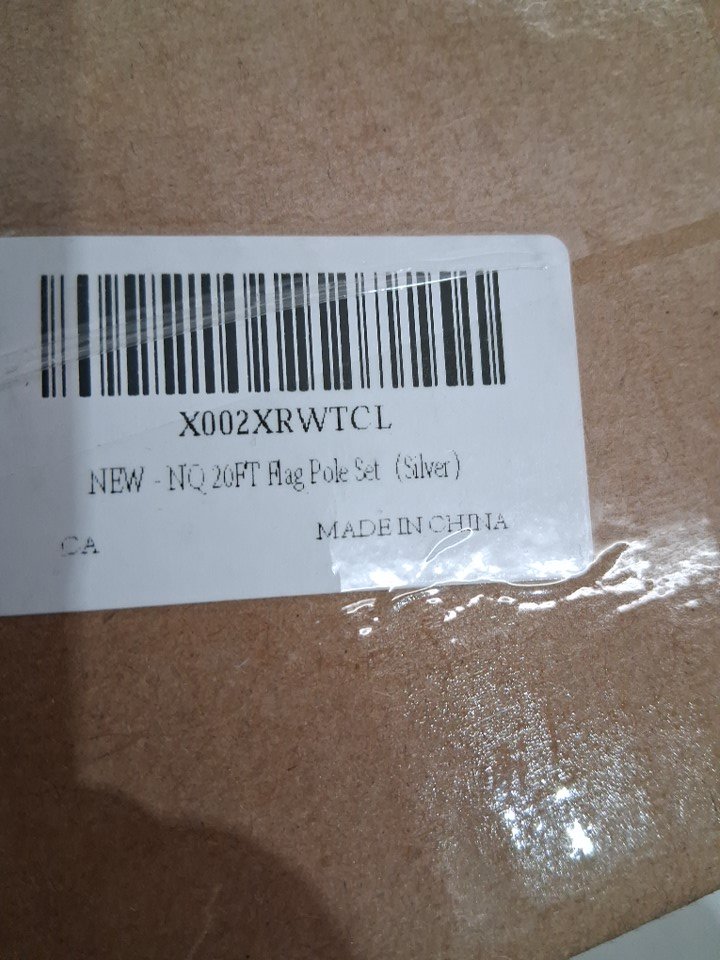 X002XRWTCL
NEW - NQ 20FT Flag Pole Set (Silver)
CA
MADE IN CHINA